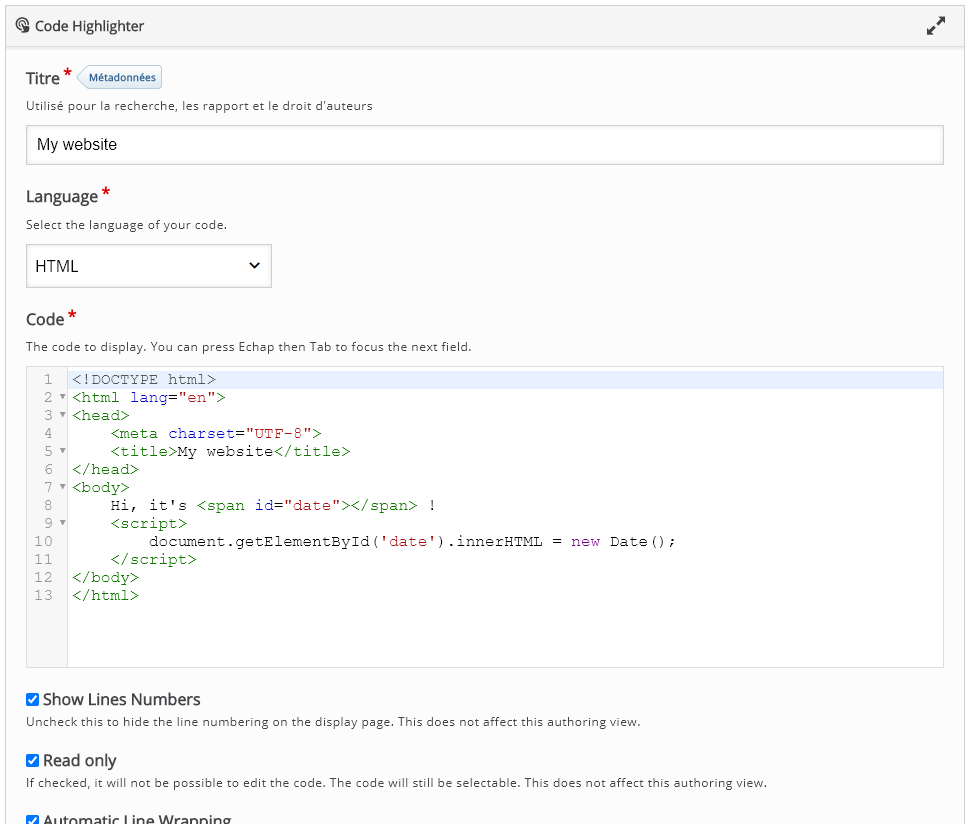 Code Highlighter
Titre * Métadonnées
Utilisé pour la recherche, les rapport et le droit d'auteurs
My website
Language *
Select the language of your code.
HTML
Code *
The code to display. You can press Echap then Tab to focus the next field.
1 <!DOCTYPE html>
2 <html lang="en">
3 <head>
4     <meta charset="UTF-8">
5     <title>My website</title>
6 </head>
7 <body>
8     Hi, it's <span id="date"></span> !
9     <script>
10         document.getElementById('date').innerHTML = new Date();
11     </script>
12 </body>
13 </html>
Show Lines Numbers
Uncheck this to hide the line numbering on the display page. This does not affect this authoring view.
Read only
If checked, it will not be possible to edit the code. The code will still be selectable. This does not affect this authoring view.
Automatic Line Wrapping